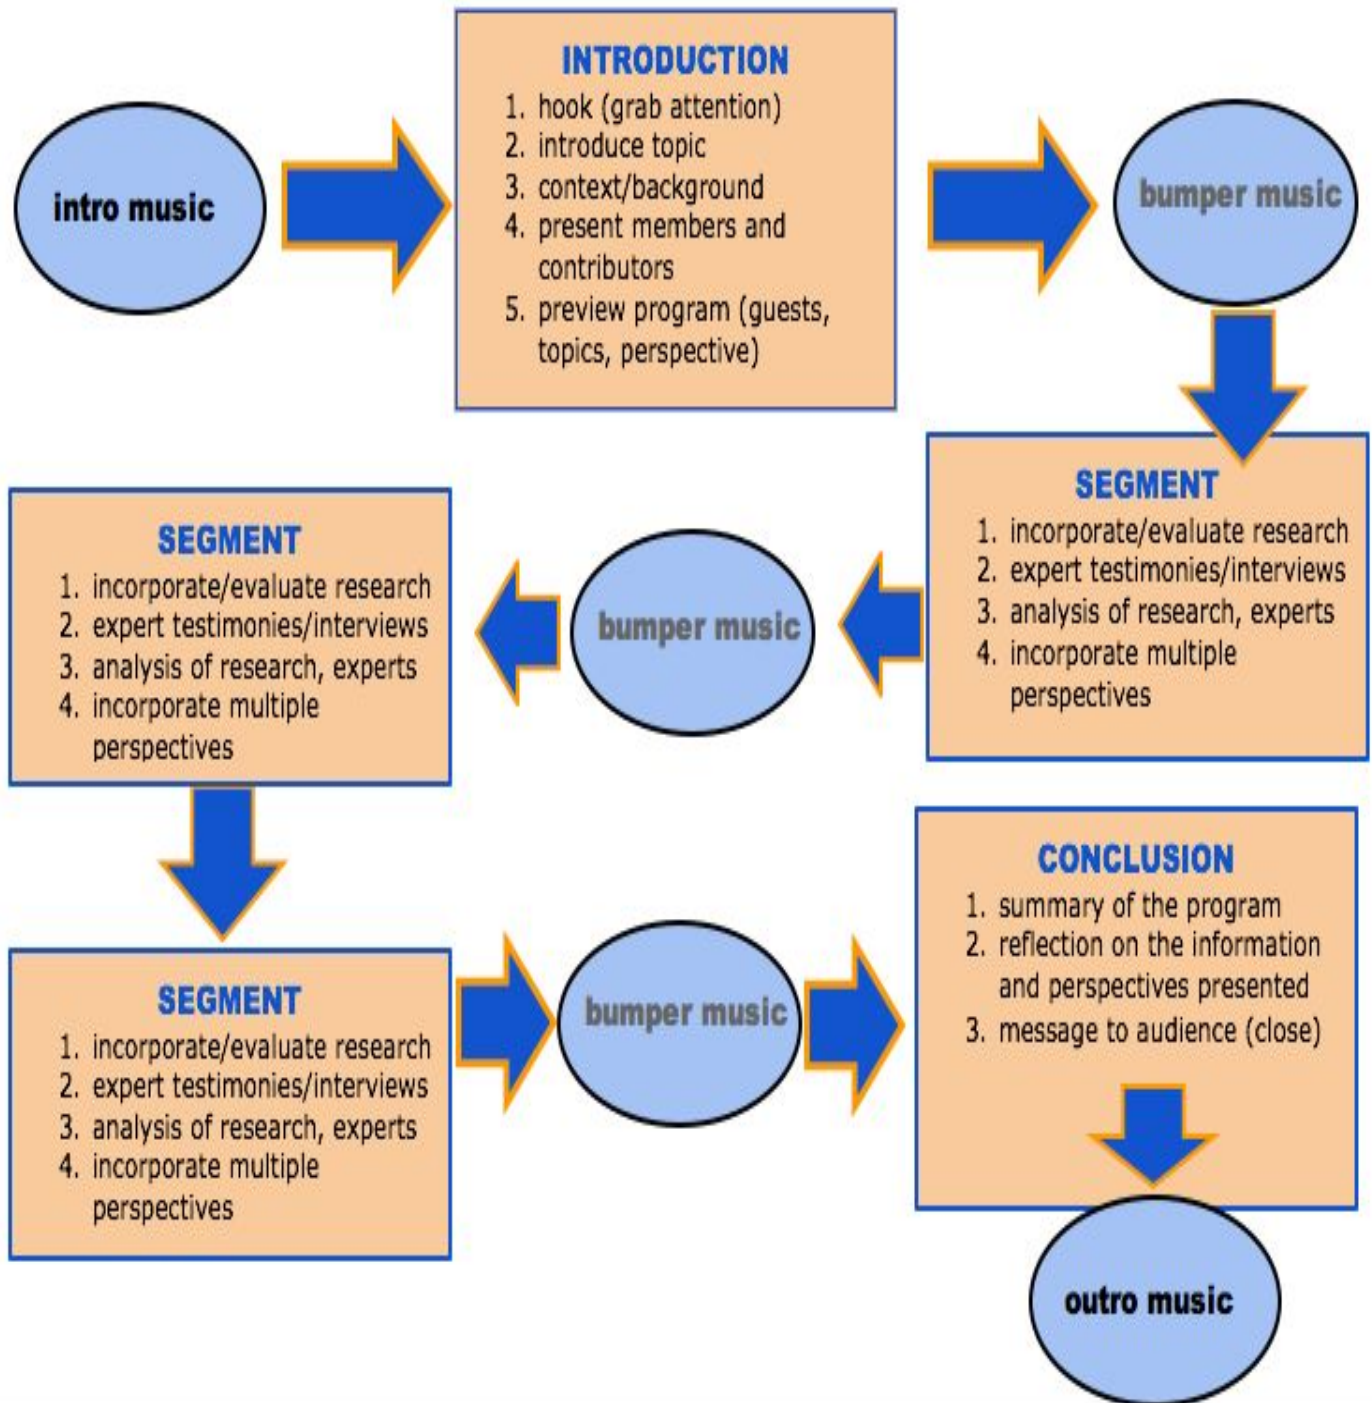 intro music
INTRODUCTION
1. hook (grab attention)
2. introduce topic
3. context/background
4. present members and
contributors
5. preview program (guests,
topics, perspective)
bumper music
SEGMENT
1. incorporate/evaluate research
2. expert testimonies/interviews
3. analysis of research, experts
4. incorporate multiple
perspectives
bumper music
SEGMENT
1. incorporate/evaluate research
2. expert testimonies/interviews
3. analysis of research, experts
4. incorporate multiple
perspectives
SEGMENT
1. incorporate/evaluate research
2. expert testimonies/interviews
3. analysis of research, experts
4. incorporate multiple
perspectives
bumper music
CONCLUSION
1. summary of the program
2. reflection on the information
and perspectives presented
3. message to audience (close)
outro music